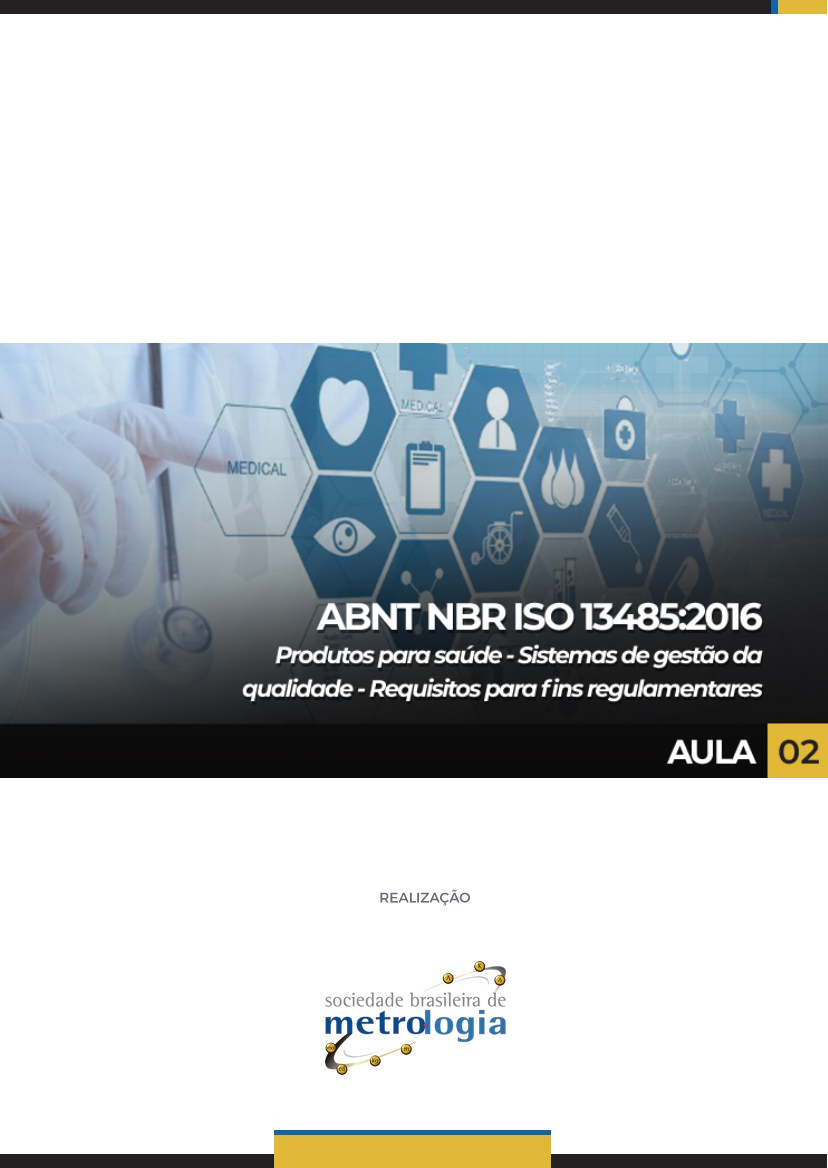 MEDICAL
MEDICAL
ABNT NBR ISO 13485:2016
Produtos para saúde - Sistemas de gestão da
qualidade - Requisitos para fins regulamentares
AULA 02
REALIZAÇÃO
sociedade brasileira de
metrologia